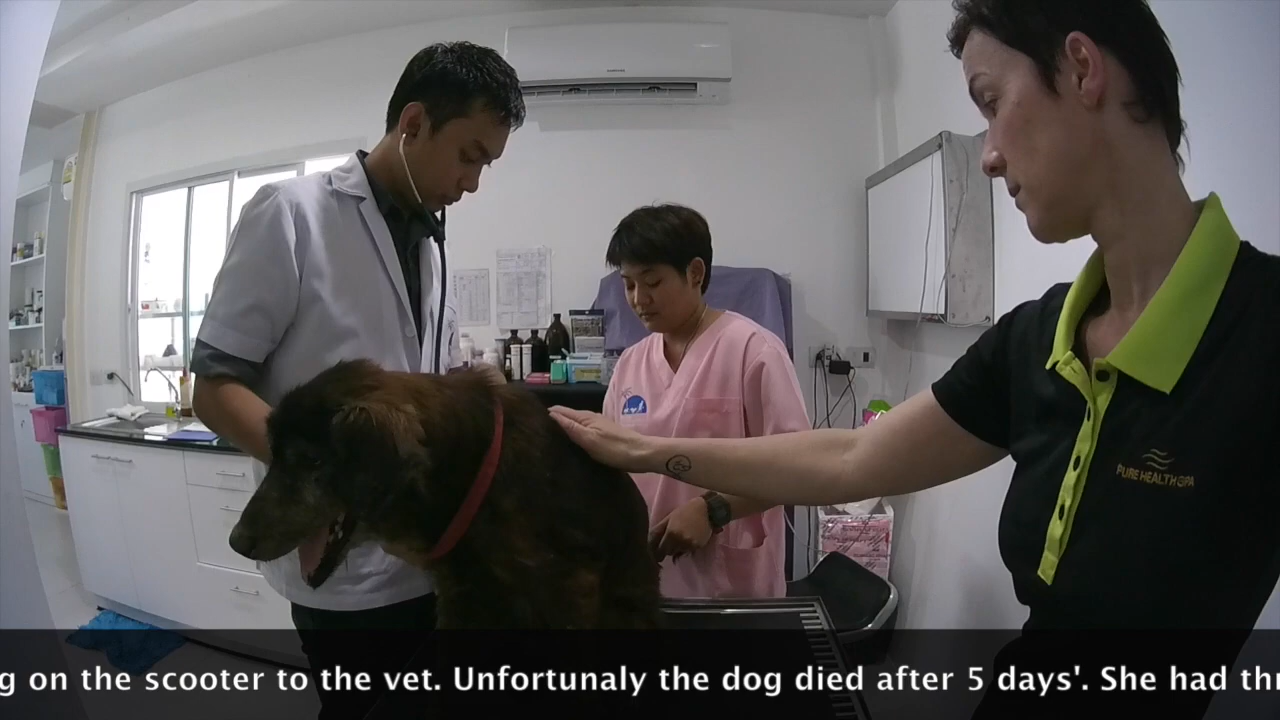 SAMSUNG
PURE HEALTH SPA
g on the scooter to the vet. Unfortunaly the dog died after 5 days'. She had thr